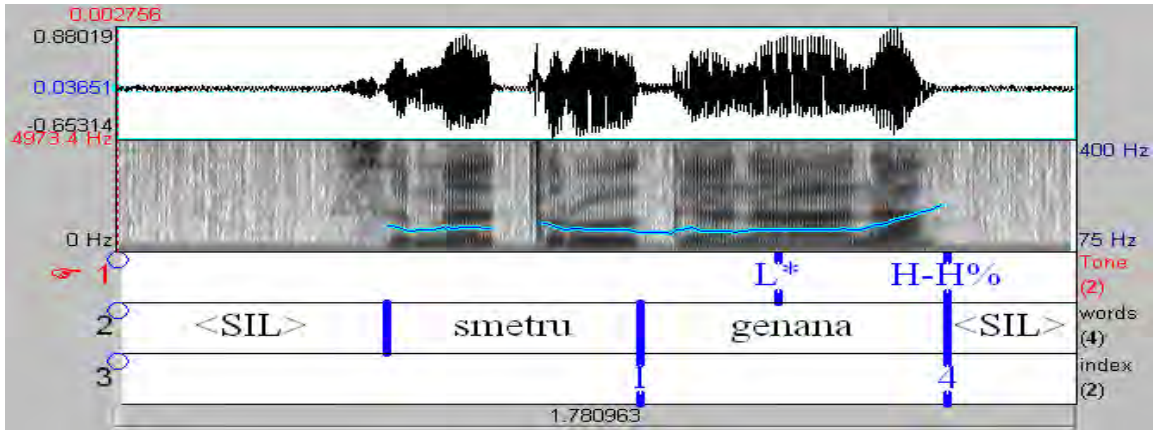 0.002756
0.88019
0.03651
-0.65314
4973.4 Hz
400 Hz
0 Hz
75 Hz
☞ 1 L* H-H% Tone (2)
2 <SIL> smetru genana <SIL> words (4)
3 1 4 index (2)
1.780963